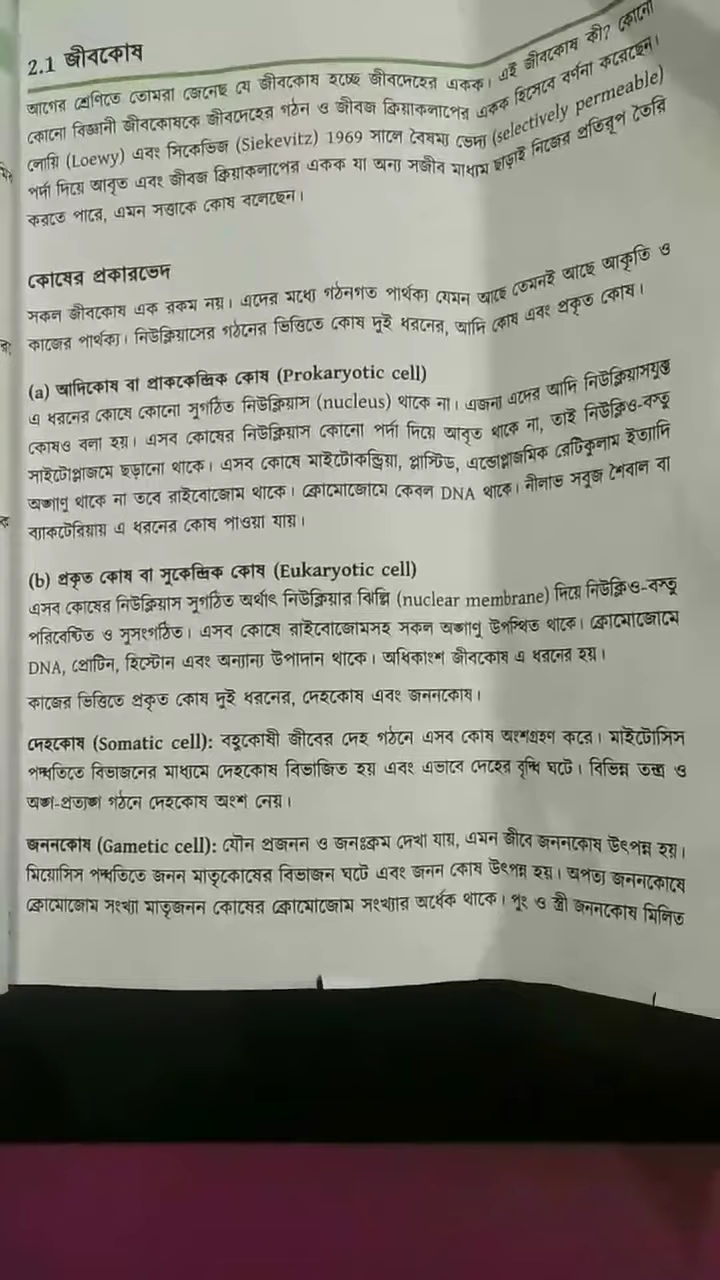 2.1 জীবকোষ
আগের শ্রেণিতে তোমরা জেনেছ যে জীবকোষ হচ্ছে জীবদেহের একক। এই জীবকোষ কী? কোনো
কোনো বিজ্ঞানী জীবকোষকে জীবদেহের গঠন ও জীবজ ক্রিয়াকলাপের একক হিসেবে বর্ণনা করেছেন।
লোয়ি (Loewy) এবং সিকেভিজ (Siekevitz) 1969 সালে বৈষম্য ভেদ্য (selectively permeable)
পর্দা দিয়ে আবৃত এবং জীবজ ক্রিয়াকলাপের একক যা অন্য সজীব মাধ্যম ছাড়াই নিজের প্রতিরূপ তৈরি
করতে পারে, এমন সত্তাকে কোষ বলেছেন।
কোষের প্রকারভেদ
সকল জীবকোষ এক রকম নয়। এদের মধ্যে গঠনগত পার্থক্য যেমন আছে তেমনই আছে আকৃতি ও
কাজের পার্থক্য। নিউক্লিয়াসের গঠনের ভিত্তিতে কোষ দুই ধরনের, আদি কোষ এবং প্রকৃত কোষ।
(a) আদিকোষ বা প্রাককেন্দ্রিক কোষ (Prokaryotic cell)
এ ধরনের কোষে কোনো সুগঠিত নিউক্লিয়াস (nucleus) থাকে না। এজন্য এদের আদি নিউক্লিয়াসযুক্ত
কোষও বলা হয়। এসব কোষের নিউক্লিয়াস কোনো পর্দা দিয়ে আবৃত থাকে না, তাই নিউক্লিও-বস্তু
সাইটোপ্লাজমে ছড়ানো থাকে। এসব কোষে মাইটোকন্ড্রিয়া, প্লাস্টিড, এন্ডোপ্লাজমিক রেটিকুলাম ইত্যাদি
অঙ্গাণু থাকে না তবে রাইবোজোম থাকে। ক্রোমোজোমে কেবল DNA থাকে। নীলাভ সবুজ শৈবাল বা
ব্যাকটেরিয়ায় এ ধরনের কোষ পাওয়া যায়।
(b) প্রকৃত কোষ বা সুকেন্দ্রিক কোষ (Eukaryotic cell)
এসব কোষের নিউক্লিয়াস সুগঠিত অর্থাৎ নিউক্লিয়ার ঝিল্লি (nuclear membrane) দিয়ে নিউক্লিও-বস্তু
পরিবেষ্টিত ও সুসংগঠিত। এসব কোষে রাইবোজোমসহ সকল অঙ্গাণু উপস্থিত থাকে। ক্রোমোজোমে
DNA, প্রোটিন, হিস্টোন এবং অন্যান্য উপাদান থাকে। অধিকাংশ জীবকোষ এ ধরনের হয়।
কাজের ভিত্তিতে প্রকৃত কোষ দুই ধরনের, দেহকোষ এবং জননকোষ।
দেহকোষ (Somatic cell): বহুকোষী জীবের দেহ গঠনে এসব কোষ অংশগ্রহণ করে। মাইটোসিস
পদ্ধতিতে বিভাজনের মাধ্যমে দেহকোষ বিভাজিত হয় এবং এভাবে দেহের বৃদ্ধি ঘটে। বিভিন্ন তন্ত্র ও
অঙ্গ-প্রত্যঙ্গ গঠনে দেহকোষ অংশ নেয়।
জননকোষ (Gametic cell): যৌন প্রজনন ও জনঃক্রম দেখা যায়, এমন জীবে জননকোষ উৎপন্ন হয়।
মিয়োসিস পদ্ধতিতে জনন মাতৃকোষের বিভাজন ঘটে এবং জনন কোষ উৎপন্ন হয়। অপত্য জননকোষে
ক্রোমোজোম সংখ্যা মাতৃজনন কোষের ক্রোমোজোম সংখ্যার অর্ধেক থাকে। পুং ও স্ত্রী জননকোষ মিলিত